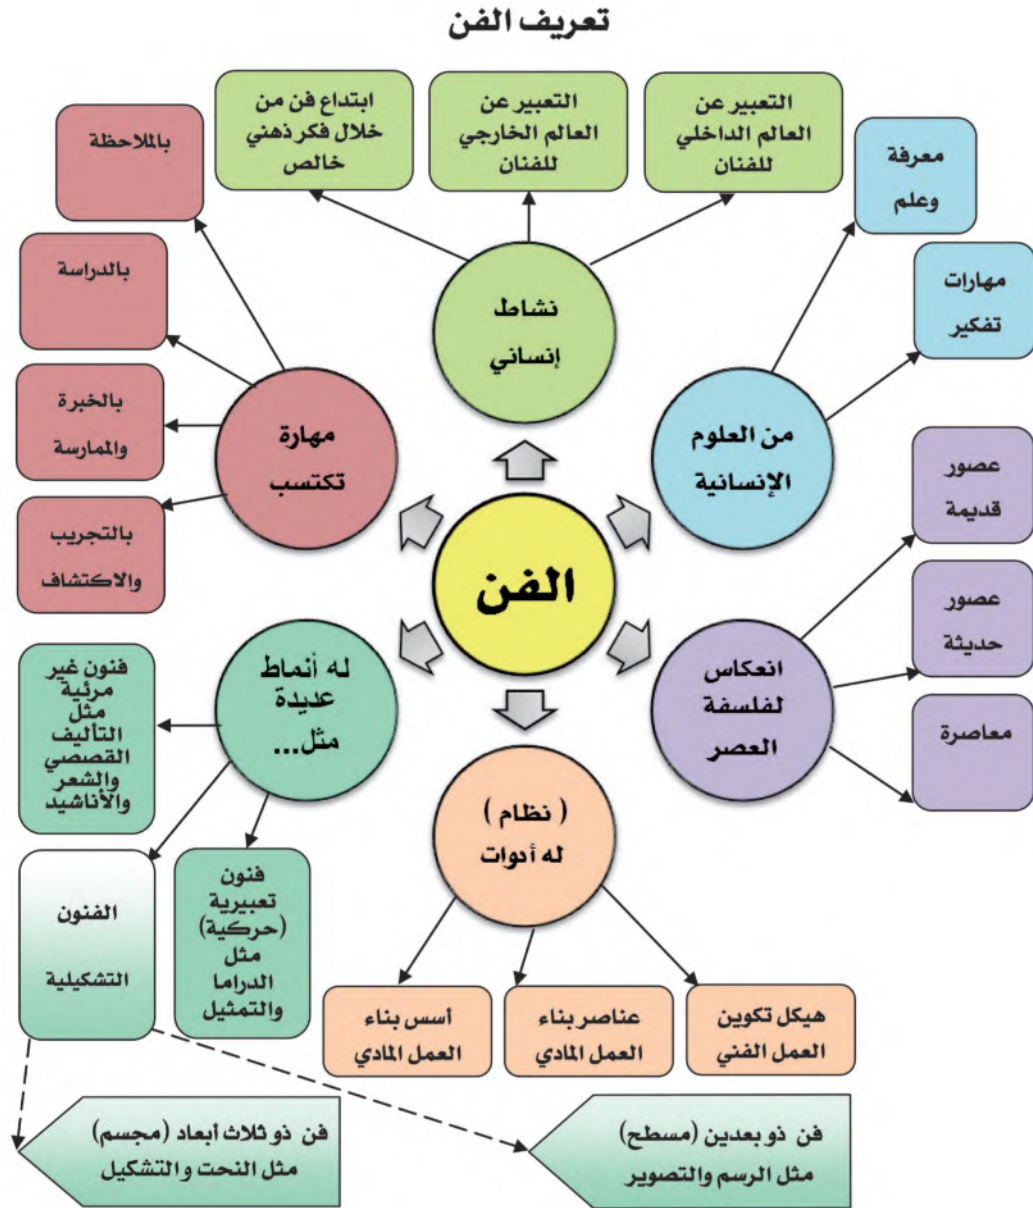 تعريف الفن
التعبير عن
العالم الداخلي
للفنان
التعبير عن
العالم الخارجي
للفنان
ابتداع فن من
خلال فكر ذهني
خالص
نشاط
إنساني
معرفة
وعلم
مهارات
تفكير
من العلوم
الإنسانية
بالملاحظة
بالدراسة
بالخبرة
والممارسة
بالتجريب
والاكتشاف
مهارة
تكتسب
الفن
عصور
قديمة
عصور
حديثة
معاصرة
انعكاس
لفلسفة
العصر
له أنماط
عديدة
مثل...
فنون غير
مرئية
مثل
التأليف
القصصي
والشعر
والأناشيد
فنون
تعبيرية
(حركية)
مثل
الدراما
والتمثيل
الفنون
التشكيلية
( نظام )
له أدوات
هيكل تكوين
العمل الفني
عناصر بناء
العمل المادي
أسس بناء
العمل المادي
فن ذو بعدين (مسطح)
مثل الرسم والتصوير
فن ذو ثلاث أبعاد (مجسم)
مثل النحت والتشكيل